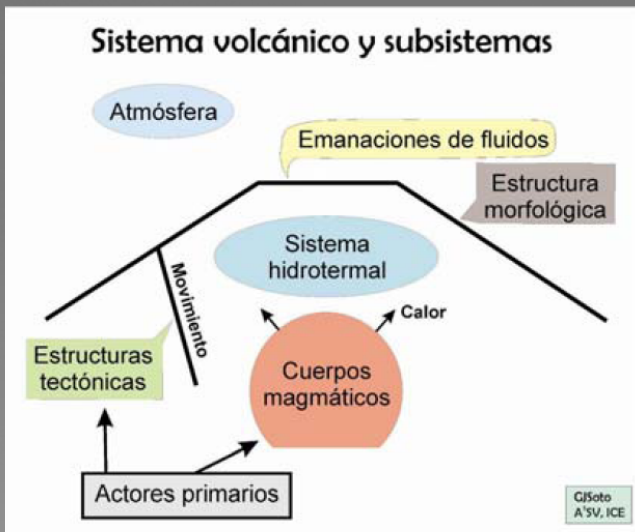 Sistema volcánico y subsistemas
Atmósfera
Emanaciones de fluidos
Estructura
morfológica
Sistema
hidrotermal
Movimiento
Calor
Estructuras
tectónicas
Cuerpos
magmáticos
Actores primarios
GJSoto
A'SV, ICE